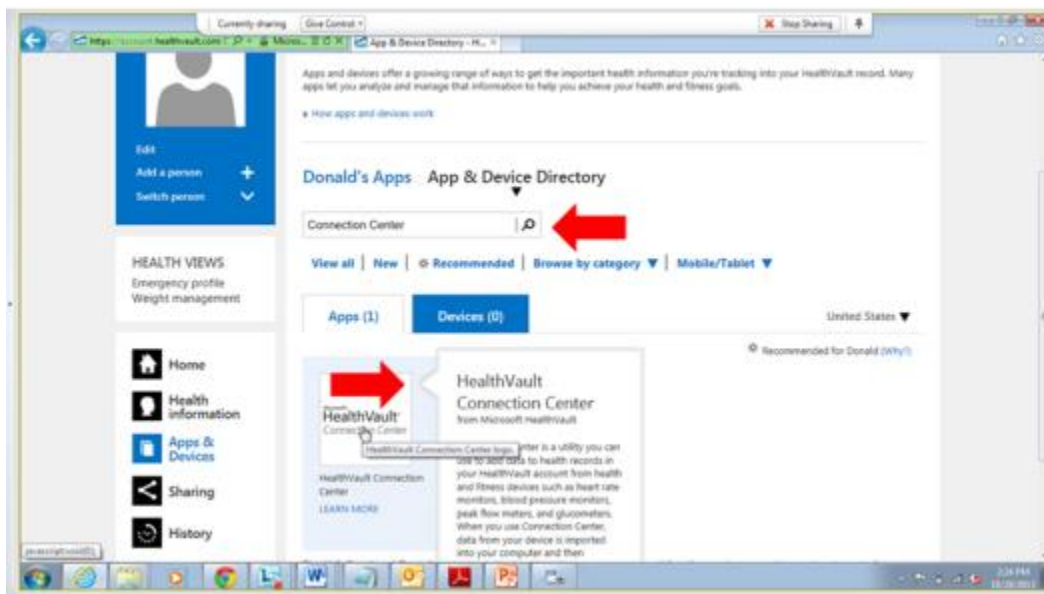 Currently sharing Give Control Stop Sharing
App & Device Directory - H...
Apps and devices offer a growing range of ways to get the important health information you're tracking into your HealthVault record. Many
apps let you analyze and manage that information to help you achieve your health and fitness goals.
How apps and devices work
Edit
Add a person
Switch person
Donald's Apps App & Device Directory
Connection Center
View all | New | Recommended | Browse by category | Mobile/Tablet
HEALTH VIEWS
Emergency profile
Weight management
Apps (1) Devices (0) United States
Recommended for Donald (Why?)
Home
Health
information
Apps &
Devices
Sharing
History
HealthVault
Connection Center
HealthVault Connection Center logo
HealthVault Connection
Center
LEARN MORE
HealthVault
Connection Center
from Microsoft HealthVault
is a utility you can
use to add data to health records in
your HealthVault account from health
and fitness devices such as heart rate
monitors, blood pressure monitors,
peak flow meters, and glucometers.
When you use Connection Center,
data from your device is imported
into your computer and then
2:24 PM